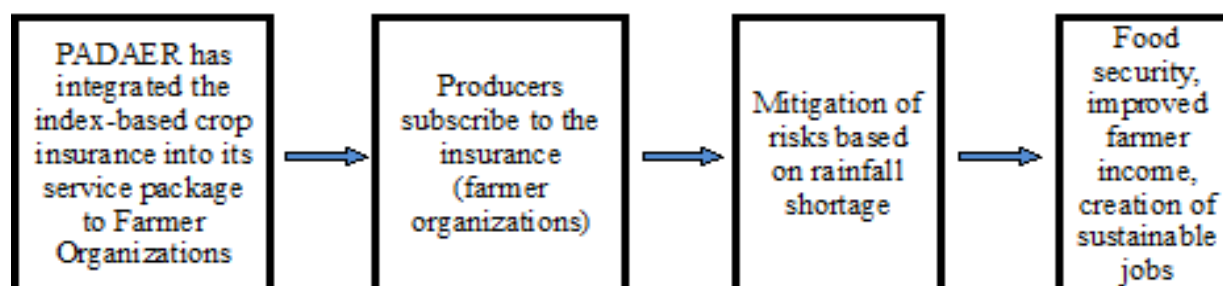 PADAER has
integrated the
index-based crop
insurance into its
service package
to Farmer
Organizations
Producers
subscribe to the
insurance
(farmer
organizations)
Mitigation of
risks based
on rainfall
shortage
Food
security,
improved
farmer
income,
creation of
sustainable
jobs